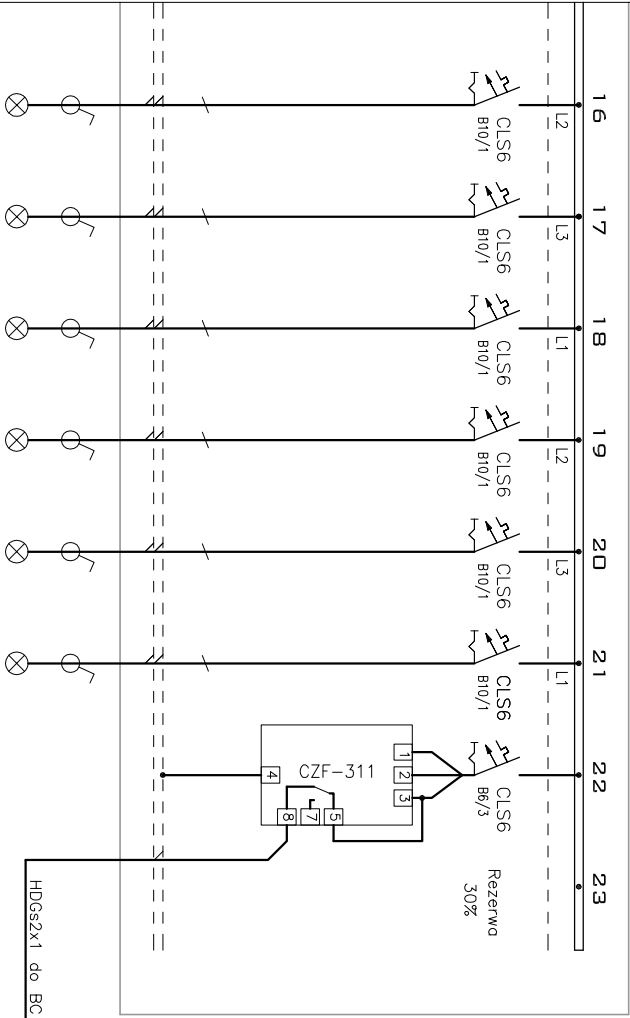 16
L2
CLS6
B10/1
17
L3
CLS6
B10/1
18
L1
CLS6
B10/1
19
L2
CLS6
B10/1
20
L3
CLS6
B10/1
21
L1
CLS6
B10/1
22
CLS6
B6/3
23
Rezerwa
30%
1
2
3
CZF-311
4
5
7
8
HDGs2x1 do BC